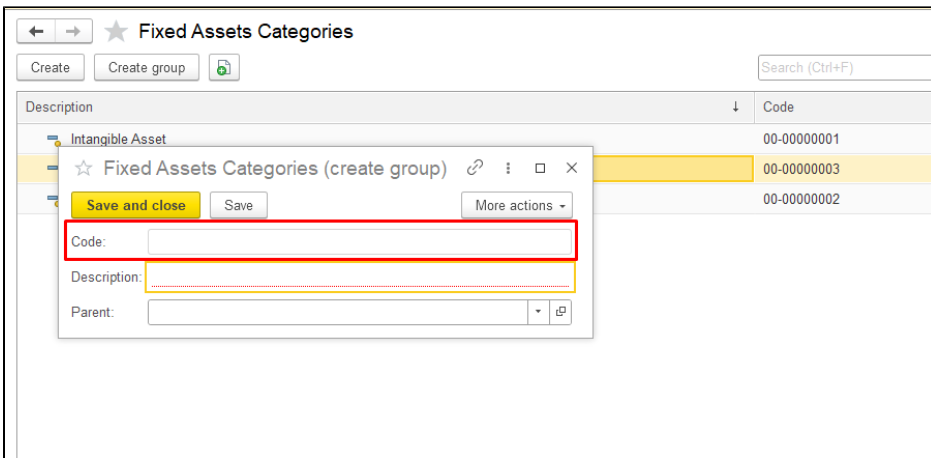 Fixed Assets Categories
Create Create group Search (Ctrl+F)
Description ↓ Code
Intangible Asset 00-00000001
00-00000003
00-00000002
Fixed Assets Categories (create group)
Save and close Save More actions
Code:
Description:
Parent: